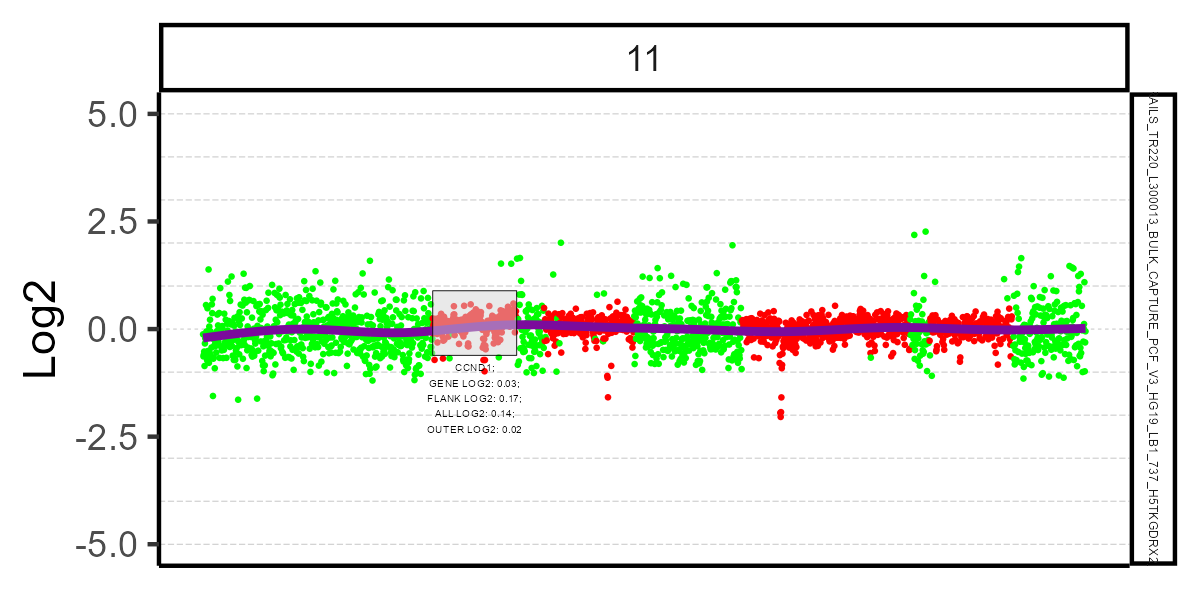 11
5.0
2.5
0.0
-2.5
-5.0
Log2
CCND1;
GENE LOG2: 0.03;
FLANK LOG2: 0.17;
ALL LOG2: 0.14;
OUTER LOG2: 0.02
AILS_TR220_L300013_BULK_CAPTURE_PCF_V3_HG19_LB1_737_H5TKGDRX2